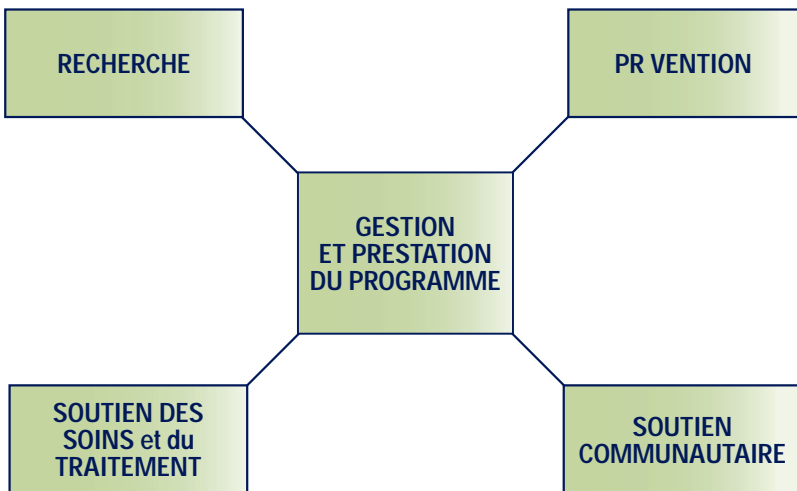 RECHERCHE
PR VENTION
GESTION
ET PRESTATION
DU PROGRAMME
SOUTIEN DES
SOINS et du
TRAITEMENT
SOUTIEN
COMMUNAUTAIRE